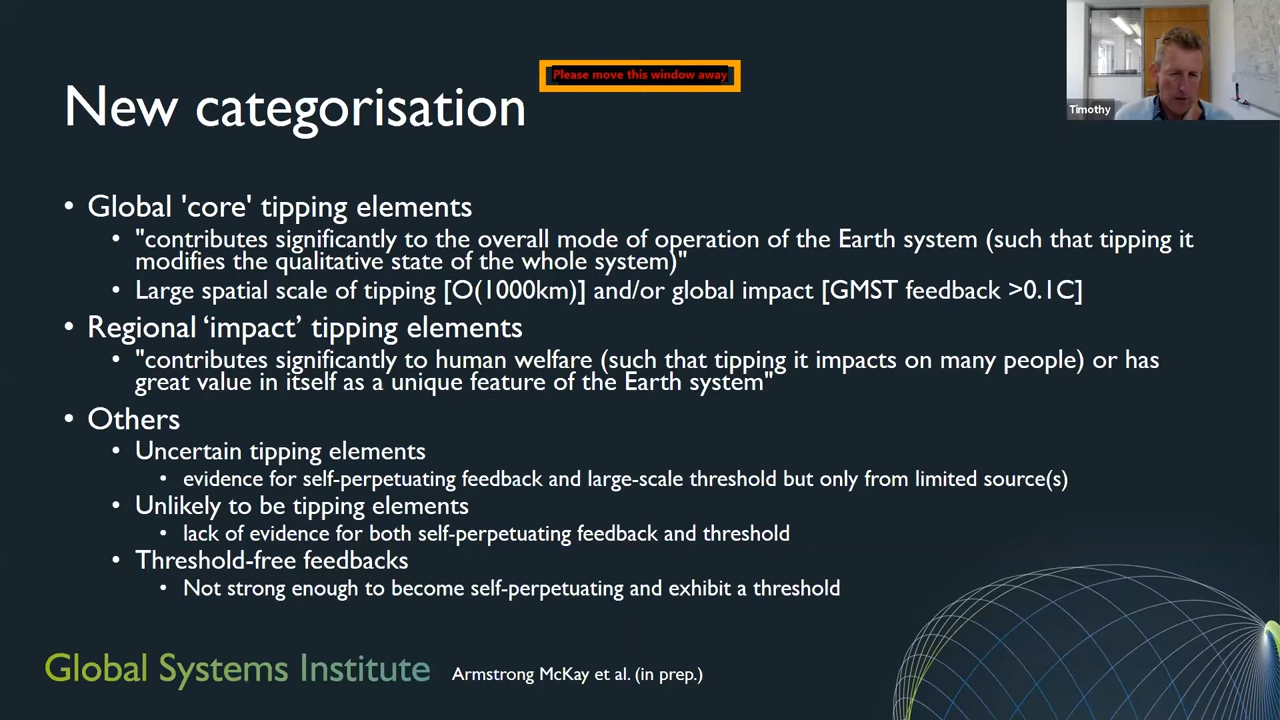 Please move this window away
New categorisation
Timothy
• Global 'core' tipping elements
• "contributes significantly to the overall mode of operation of the Earth system (such that tipping it
modifies the qualitative state of the whole system)"
• Large spatial scale of tipping [O(1000km)] and/or global impact [GMST feedback >0.1C]
• Regional ‘impact’ tipping elements
• "contributes significantly to human welfare (such that tipping it impacts on many people) or has
great value in itself as a unique feature of the Earth system"
• Others
• Uncertain tipping elements
• evidence for self-perpetuating feedback and large-scale threshold but only from limited source(s)
• Unlikely to be tipping elements
• lack of evidence for both self-perpetuating feedback and threshold
• Threshold-free feedbacks
• Not strong enough to become self-perpetuating and exhibit a threshold
Global Systems Institute
Armstrong McKay et al. (in prep.)